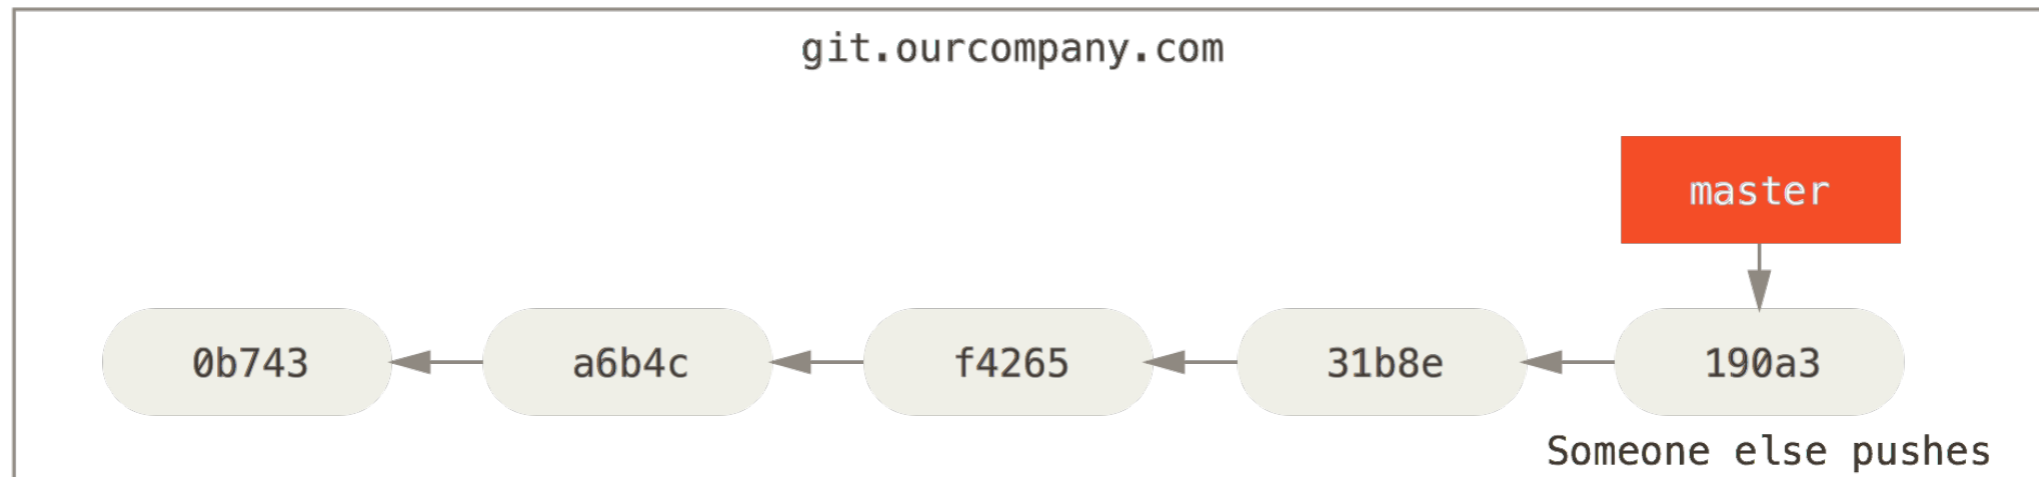 git.ourcompany.com
master
0b743
a6b4c
f4265
31b8e
190a3
Someone else pushes